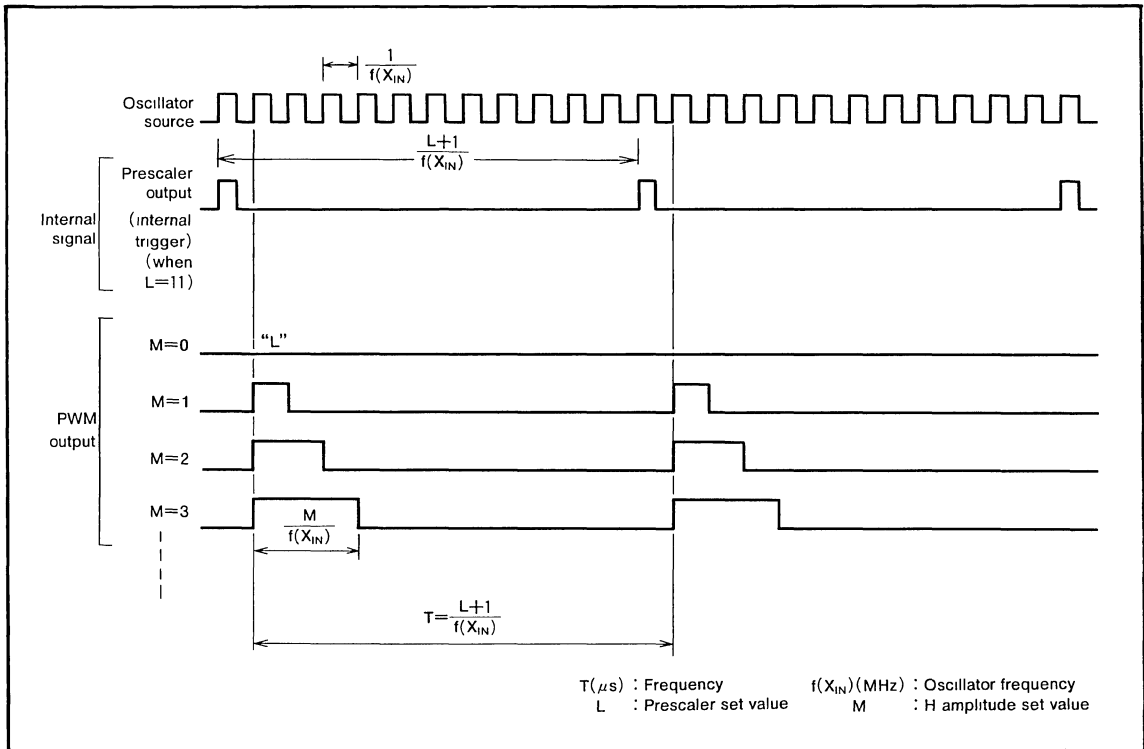 1
f(XIN)
Oscillator
source
L+1
f(XIN)
Prescaler
output
Internal
signal
(internal
trigger)
(when
L=11)
M=0
"L"
M=1
PWM
output
M=2
M=3
M
f(XIN)
T=L+1
f(XIN)
T(μs) : Frequency
f(XIN)(MHz) : Oscillator frequency
L : Prescaler set value
M : H amplitude set value